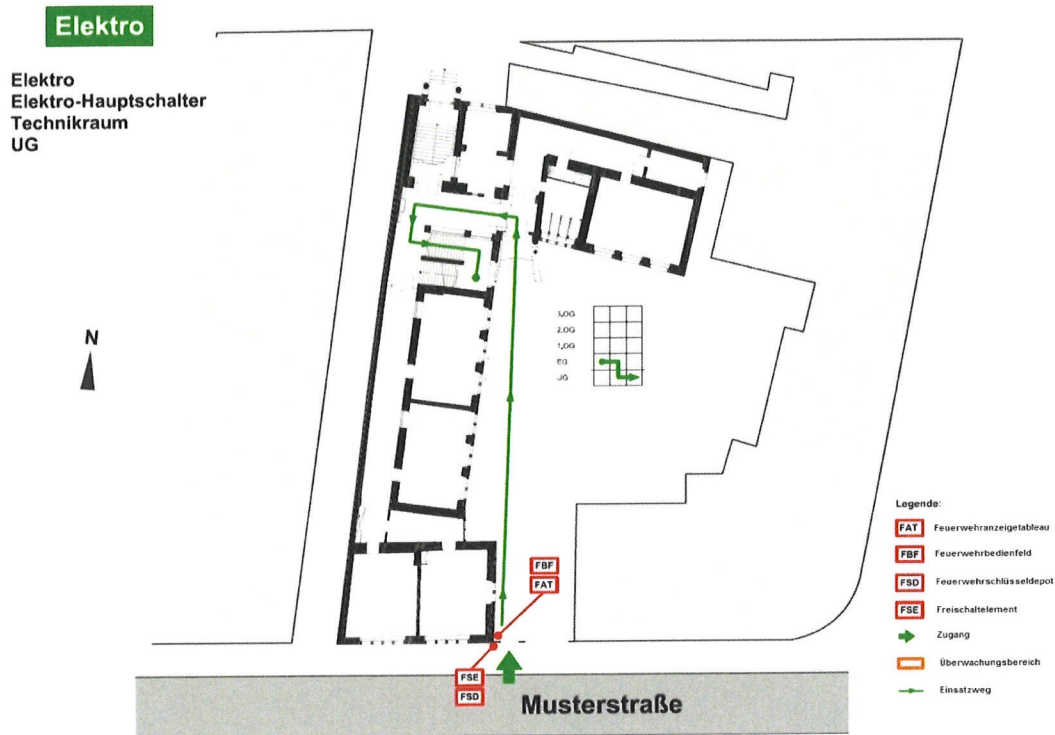 Elektro
Elektro
Elektro-Hauptschalter
Technikraum
UG
N
3.OG
2.OG
1.OG
EG
UG
FBF
FAT
FSE
FSD
Musterstraße
Legende:
FAT Feuerwehranzeigetableau
FBF Feuerwehrbedienfeld
FSD Feuerwehrschlüsseldepot
FSE Freischaltelement
Zugang
Überwachungsbereich
Einsatzweg